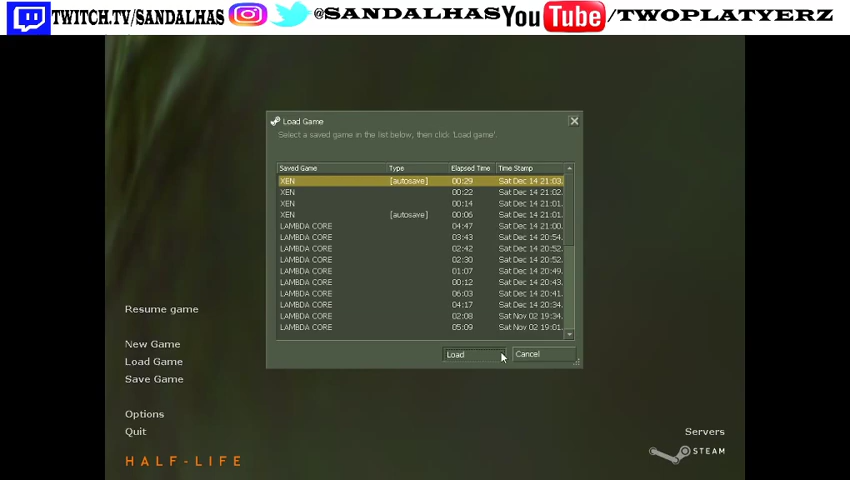 TWITCH.TV/SANDALHAS @SANDALHAS YouTube/TWOPLATYERZ
Load Game
Select a saved game in the list below, then click 'Load game'.
Saved Game Type Elapsed Time Time Stamp
XEN [autosave] 00:29 Sat Dec 14 21:03.
XEN 00:22 Sat Dec 14 21:02.
XEN 00:14 Sat Dec 14 21:01.
XEN [autosave] 00:06 Sat Dec 14 21:01.
LAMBDA CORE 04:47 Sat Dec 14 21:00.
LAMBDA CORE 03:43 Sat Dec 14 20:54.
LAMBDA CORE 02:42 Sat Dec 14 20:52.
LAMBDA CORE 02:30 Sat Dec 14 20:52.
LAMBDA CORE 01:07 Sat Dec 14 20:49.
LAMBDA CORE 00:12 Sat Dec 14 20:43.
LAMBDA CORE 06:03 Sat Dec 14 20:41.
LAMBDA CORE 04:17 Sat Dec 14 20:34.
LAMBDA CORE 02:08 Sat Nov 02 19:34.
LAMBDA CORE 05:09 Sat Nov 02 19:01.
Load Cancel
Resume game
New Game
Load Game
Save Game
Options
Quit
Servers
HALF-LIFE
STEAM